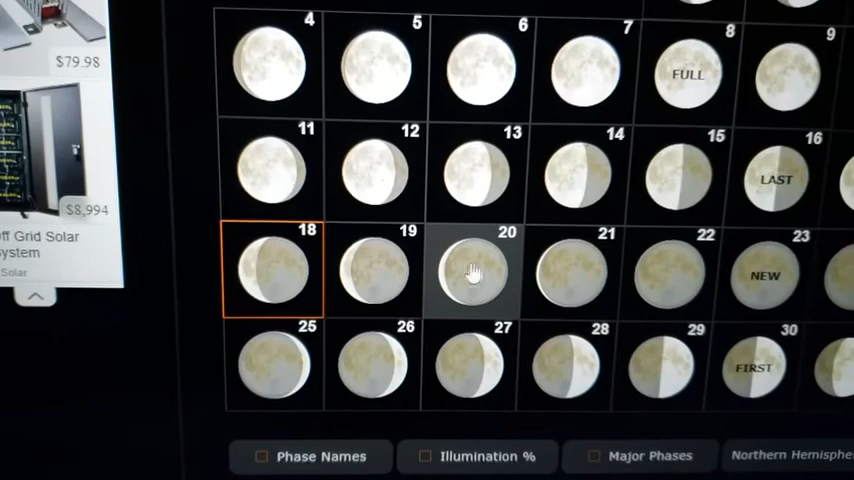 $79.98
$8,994
ff Grid Solar
ystem
Solar
4 5 6 7 8 9
FULL
11 12 13 14 15 16
LAST
18 19 20 21 22 23
NEW
25 26 27 28 29 30
FIRST
Phase Names
Illumination %
Major Phases
Northern Hemisphe